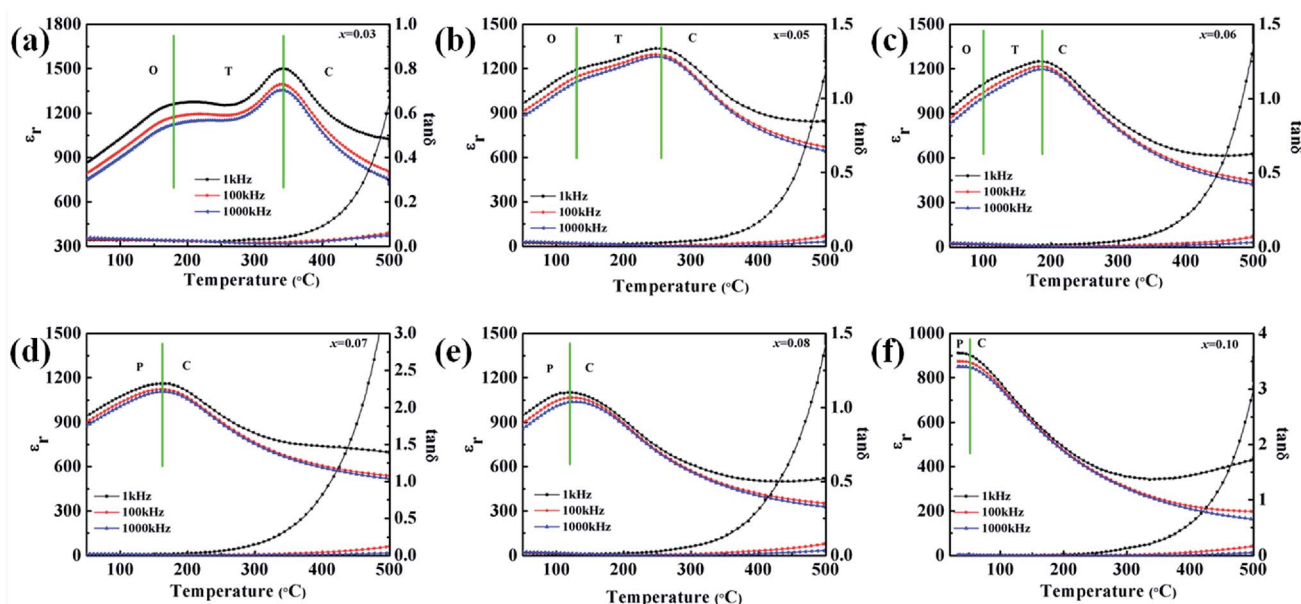 (a)
x=0.03
O T C
1800
1500
1200
900
600
300
1.0
0.8
0.6
0.4
0.2
0.0
εr
tanδ
1kHz
100kHz
1000kHz
100 200 300 400 500
Temperature (°C)
(b)
x=0.05
O T C
1500
1200
900
600
300
0
1.5
1.0
0.5
0.0
εr
tanδ
1kHz
100kHz
1000kHz
100 200 300 400 500
Temperature (°C)
(c)
x=0.06
O T C
1500
1200
900
600
300
0
1.5
1.0
0.5
0.0
εr
tanδ
1kHz
100kHz
1000kHz
100 200 300 400 500
Temperature (°C)
(d)
x=0.07
P C
1500
1200
900
600
300
0
3.0
2.5
2.0
1.5
1.0
0.5
0.0
εr
tanδ
1kHz
100kHz
1000kHz
100 200 300 400 500
Temperature (°C)
(e)
x=0.08
P C
1500
1200
900
600
300
0
1.5
1.0
0.5
0.0
εr
tanδ
1kHz
100kHz
1000kHz
100 200 300 400 500
Temperature (°C)
(f)
x=0.10
P C
1000
800
600
400
200
0
4
3
2
1
0
εr
tanδ
1kHz
100kHz
1000kHz
100 200 300 400 500
Temperature (°C)